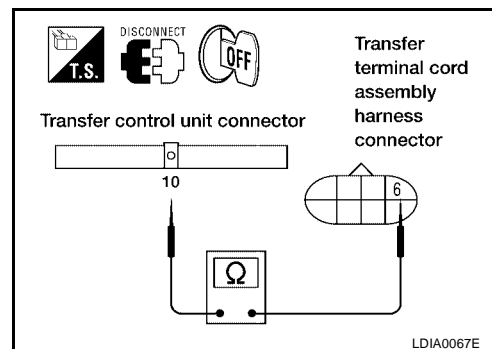 T.S.
DISCONNECT
OFF
Transfer
terminal cord
assembly
harness
connector
Transfer control unit connector
10
6
Ω
LDIA0067E